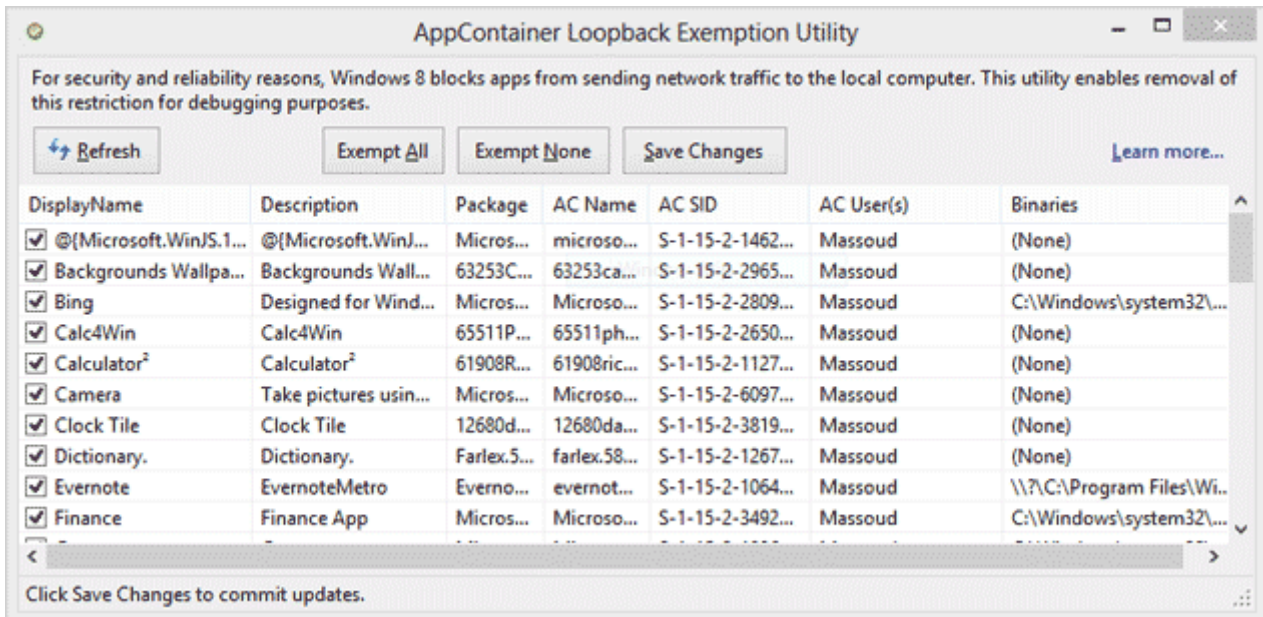 AppContainer Loopback Exemption Utility
For security and reliability reasons, Windows 8 blocks apps from sending network traffic to the local computer. This utility enables removal of
this restriction for debugging purposes.
Refresh Exempt All Exempt None Save Changes Learn more...
DisplayName Description Package AC Name AC SID AC User(s) Binaries
@{Microsoft.WinJS.1... @{Microsoft.WinJ... Micros... microso... S-1-15-2-1462... Massoud (None)
Backgrounds Wallpa... Backgrounds Wall... 63253C... 63253ca... S-1-15-2-2965... Massoud (None)
Bing Designed for Wind... Micros... Microso... S-1-15-2-2809... Massoud C:\Windows\system32\...
Calc4Win Calc4Win 65511P... 65511ph... S-1-15-2-2650... Massoud (None)
Calculator² Calculator² 61908R... 61908ric... S-1-15-2-1127... Massoud (None)
Camera Take pictures usin... Micros... Microso... S-1-15-2-6097... Massoud (None)
Clock Tile Clock Tile 12680d... 12680da... S-1-15-2-3819... Massoud (None)
Dictionary. Dictionary. Farlex.5... farlex.58... S-1-15-2-1267... Massoud (None)
Evernote EvernoteMetro Everno... evernot... S-1-15-2-1064... Massoud \\?\C:\Program Files\Wi...
Finance Finance App Micros... Microso... S-1-15-2-3492... Massoud C:\Windows\system32\...
Click Save Changes to commit updates.